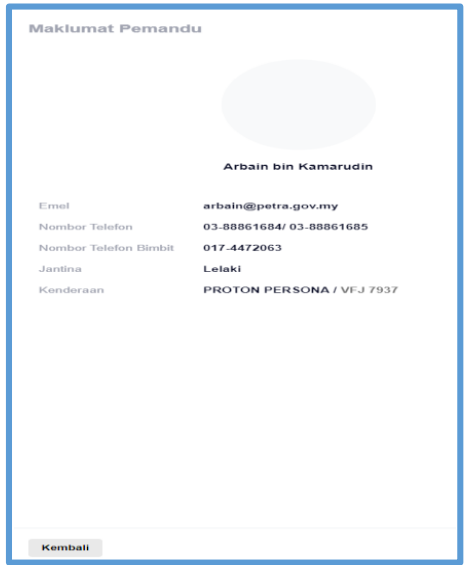 Maklumat Pemandu
Arbain bin Kamarudin
Emel arbain@petra.gov.my
Nombor Telefon 03-88861684/ 03-88861685
Nombor Telefon Bimbit 017-4472063
Jantina Lelaki
Kenderaan PROTON PERSONA / VFJ 7937
Kembali